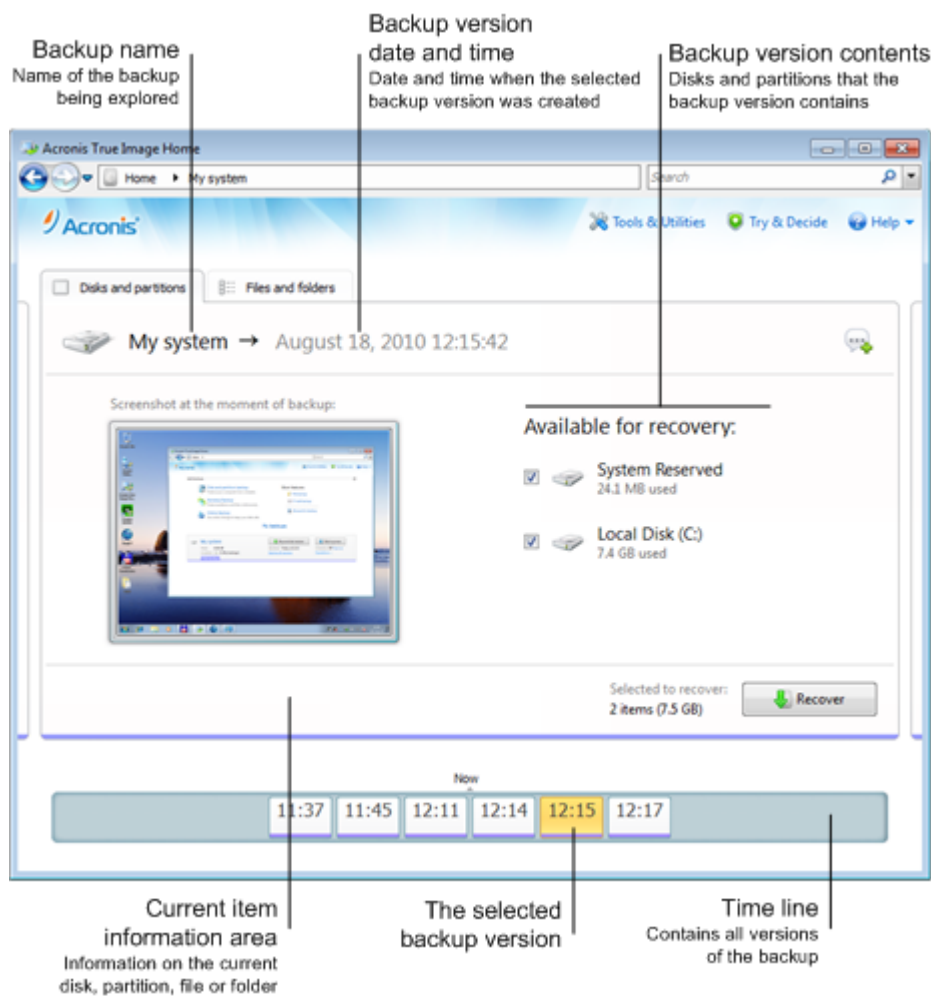 Backup name
Name of the backup
being explored
Backup version
date and time
Date and time when the selected
backup version was created
Backup version contents
Disks and partitions that the
backup version contains
Acronis True Image Home
Home ▸ My system
Search
Acronis
Tools & Utilities
Try & Decide
Help
Disks and partitions
Files and folders
My system → August 18, 2010 12:15:42
Screenshot at the moment of backup:
Available for recovery:
System Reserved
24.1 MB used
Local Disk (C:)
7.4 GB used
Selected to recover:
2 items (7.5 GB)
Recover
Now
11:37 11:45 12:11 12:14 12:15 12:17
Current item
information area
Information on the current
disk, partition, file or folder
The selected
backup version
Time line
Contains all versions
of the backup